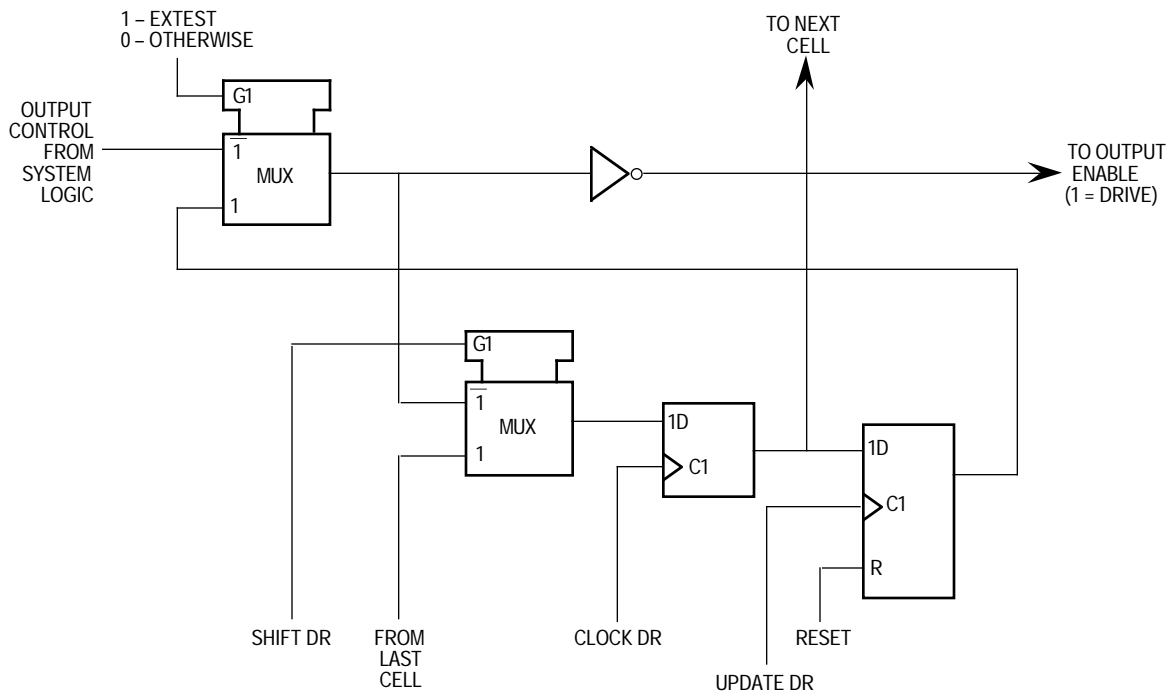 1 – EXTEST
0 – OTHERWISE
TO NEXT
CELL
G1
OUTPUT
CONTROL
FROM
SYSTEM
LOGIC
1̅
MUX
1
TO OUTPUT
ENABLE
(1 = DRIVE)
G1
1̅
MUX
1
1D
C1
1D
C1
R
SHIFT DR
FROM
LAST
CELL
CLOCK DR
RESET
UPDATE DR